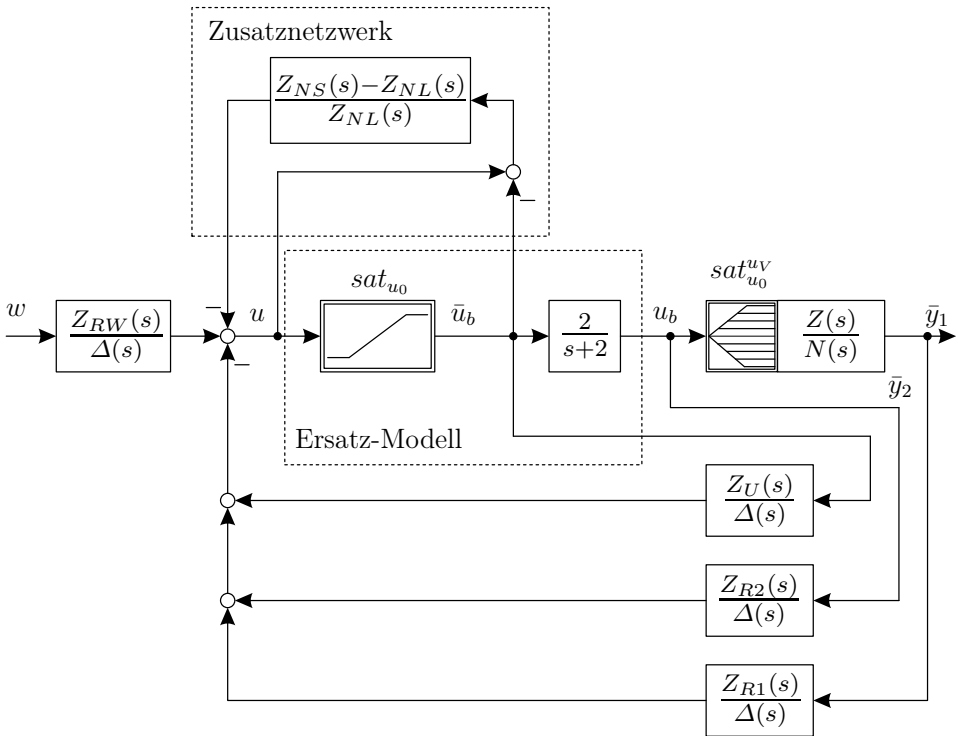 Zusatznetzwerk
Z_{NS}(s)−Z_{NL}(s)
Z_{NL}(s)
−
sat_{u_0}
sat_{u_0}^{u_V}
w
Z_{RW}(s)
Δ(s)
−
u
ū_b
2
s+2
u_b
Z(s)
N(s)
ȳ_1
−
ȳ_2
Ersatz-Modell
Z_U(s)
Δ(s)
Z_{R2}(s)
Δ(s)
Z_{R1}(s)
Δ(s)